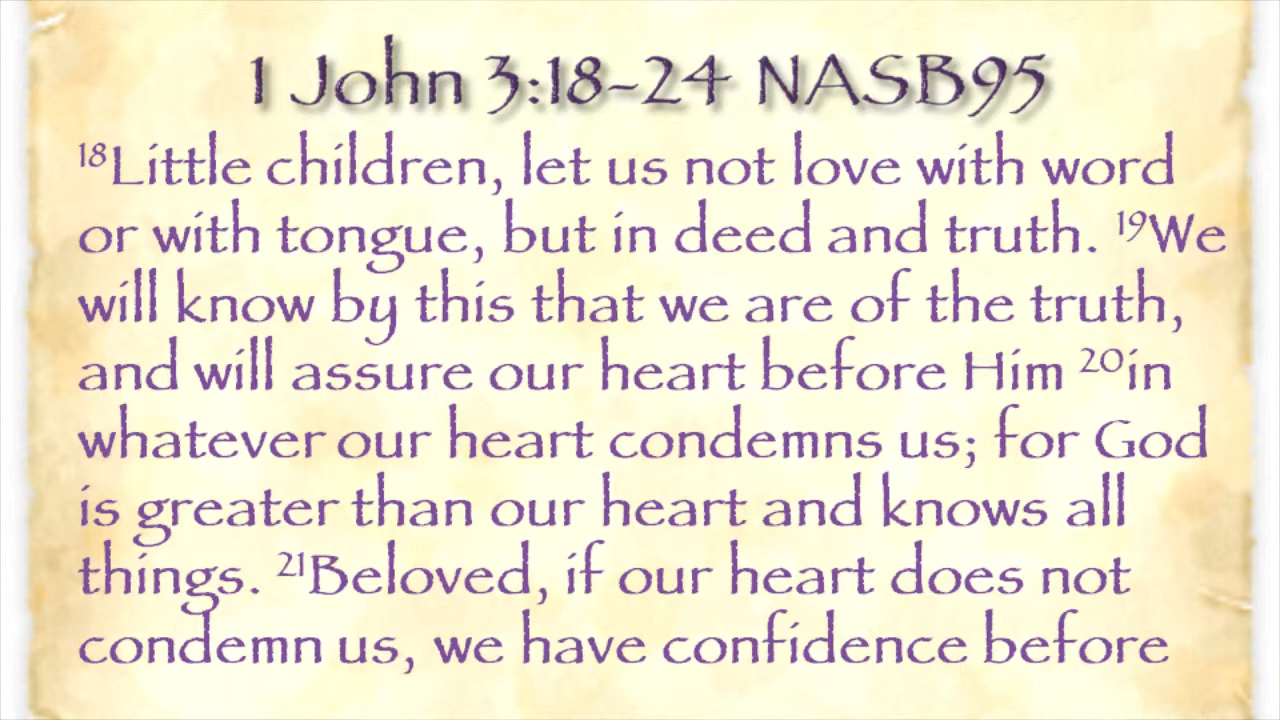 1 John 3:18-24 NASB95
18Little children, let us not love with word
or with tongue, but in deed and truth. 19We
will know by this that we are of the truth,
and will assure our heart before Him 20in
whatever our heart condemns us; for God
is greater than our heart and knows all
things. 21Beloved, if our heart does not
condemn us, we have confidence before